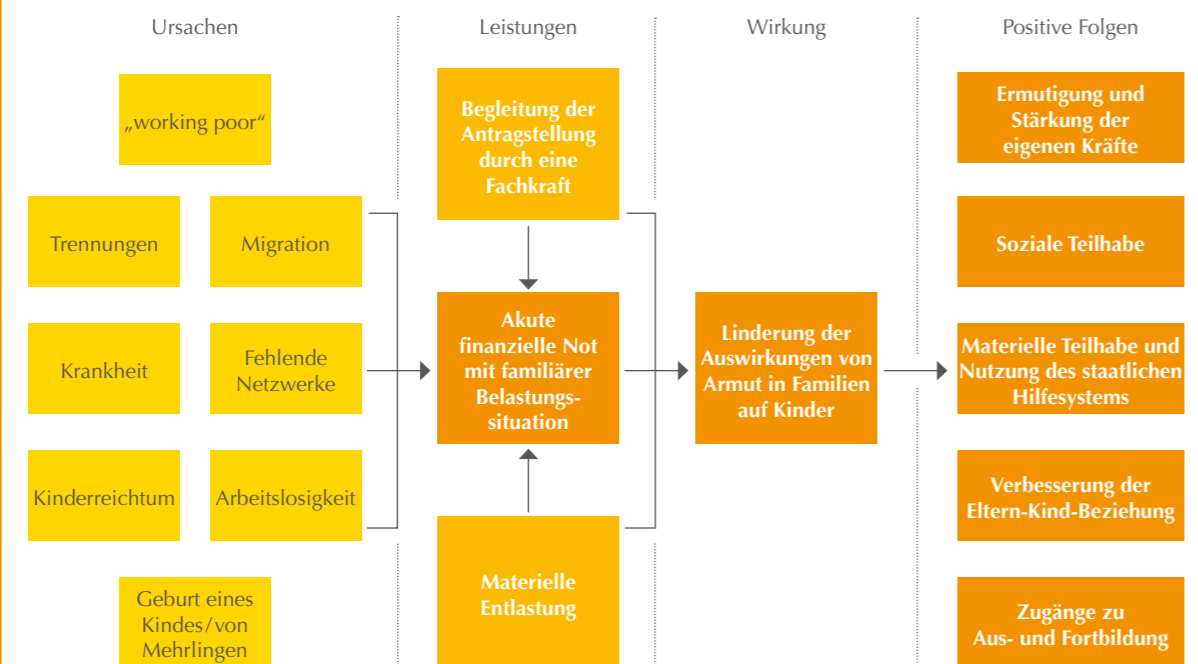 Ursachen
Leistungen
Wirkung
Positive Folgen
„working poor“
Trennungen
Migration
Krankheit
Fehlende
Netzwerke
Kinderreichtum
Arbeitslosigkeit
Geburt eines
Kindes/von
Mehrlingen
Begleitung der
Antragstellung
durch eine
Fachkraft
Akute
finanzielle Not
mit familiärer
Belastungs-
situation
Materielle
Entlastung
Linderung der
Auswirkungen von
Armut in Familien
auf Kinder
Ermutigung und
Stärkung der
eigenen Kräfte
Soziale Teilhabe
Materielle Teilhabe und
Nutzung des staatlichen
Hilfesystems
Verbesserung der
Eltern-Kind-Beziehung
Zugänge zu
Aus- und Fortbildung